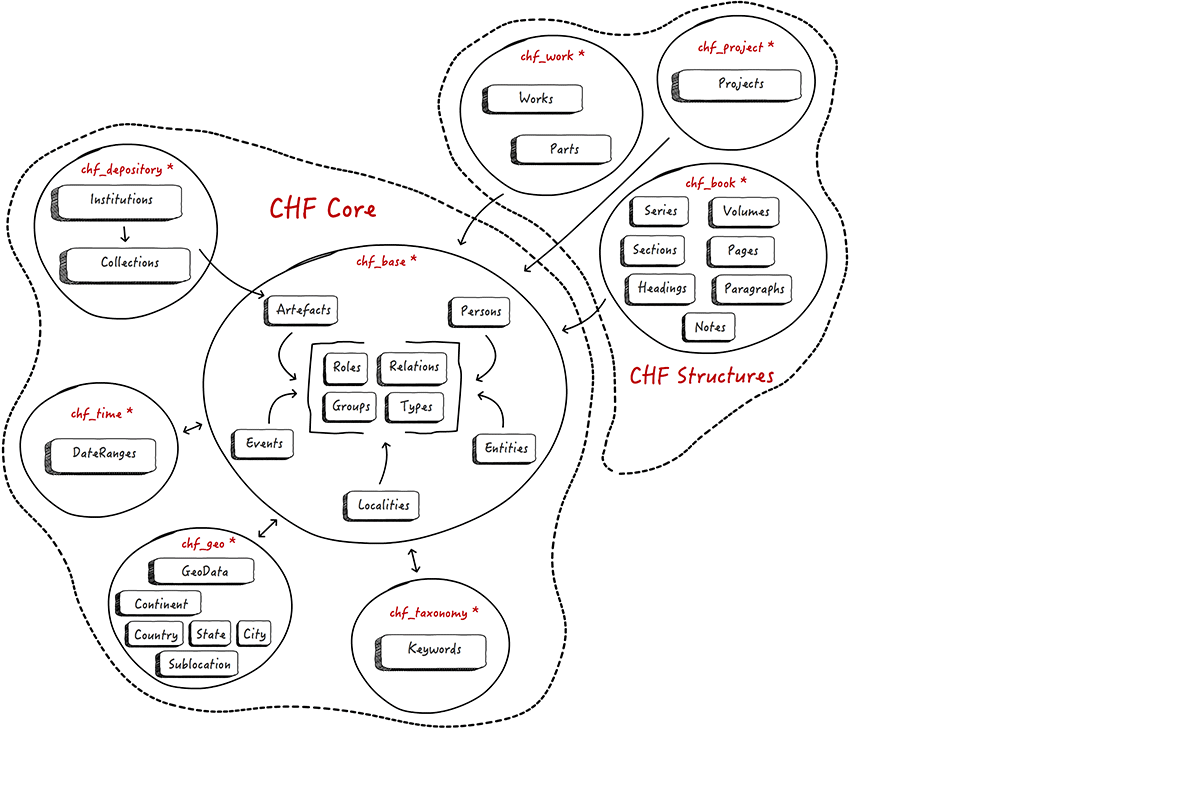 chf_work *
Works
Parts
chf_project *
Projects
chf_book *
Series
Volumes
Sections
Pages
Headings
Paragraphs
Notes
CHF Structures
CHF Core
chf_depository *
Institutions
Collections
chf_base *
Artefacts
Persons
Roles
Relations
Groups
Types
Events
Entities
Localities
chf_time *
DateRanges
chf_geo *
GeoData
Continent
Country
State
City
Sublocation
chf_taxonomy *
Keywords